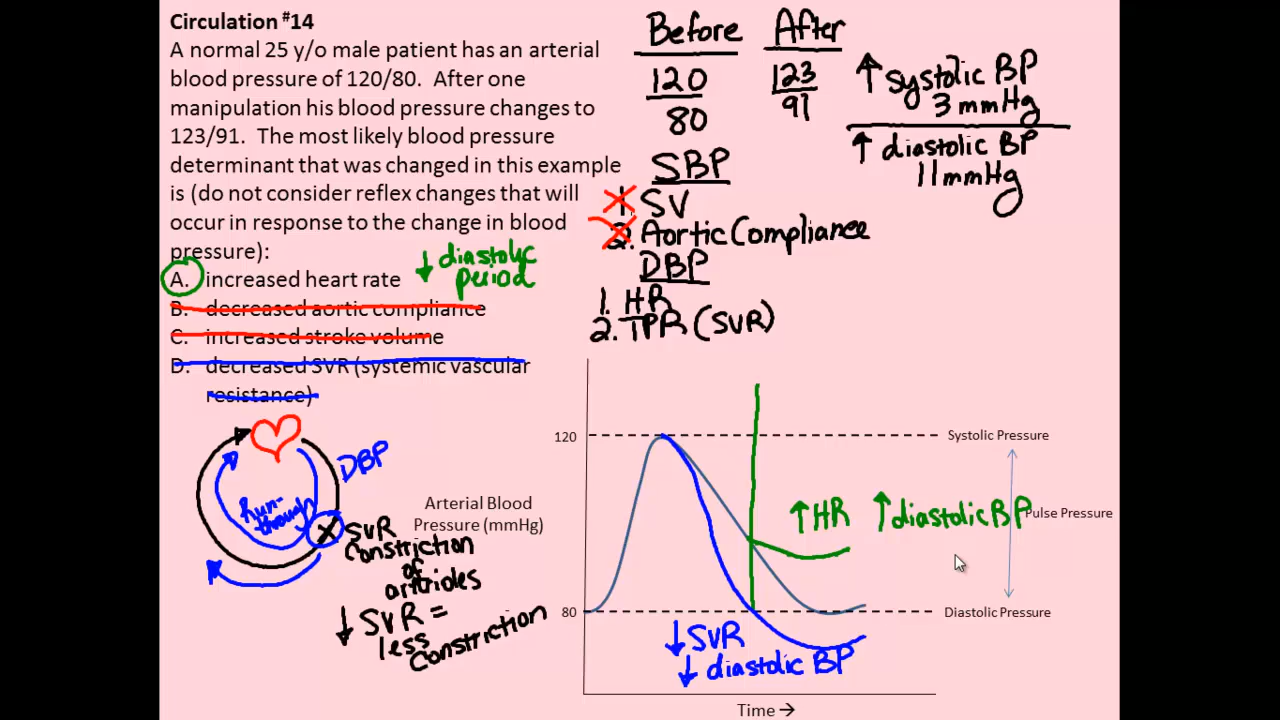 Circulation #14
A normal 25 y/o male patient has an arterial
blood pressure of 120/80. After one
manipulation his blood pressure changes to
123/91. The most likely blood pressure
determinant that was changed in this example
is (do not consider reflex changes that will
occur in response to the change in blood
pressure):
A. increased heart rate
B. decreased aortic compliance
C. increased stroke volume
D. decreased SVR (systemic vascular
resistance)
↓ diastolic
period
Before
120
80
After
123
91
↑ systolic BP
3 mmHg
↑ diastolic BP
11 mmHg
SBP
1. SV
2. Aortic Compliance
DBP
1. HR
2. TPR (SVR)
DBP
Run-
through
X SVR
Constriction
of
artrides
↓ SVR =
less
Constriction
Arterial Blood
Pressure (mmHg)
120
80
Systolic Pressure
Pulse Pressure
Diastolic Pressure
↑ HR ↑ diastolic BP
↓ SVR
↓ diastolic BP
Time →